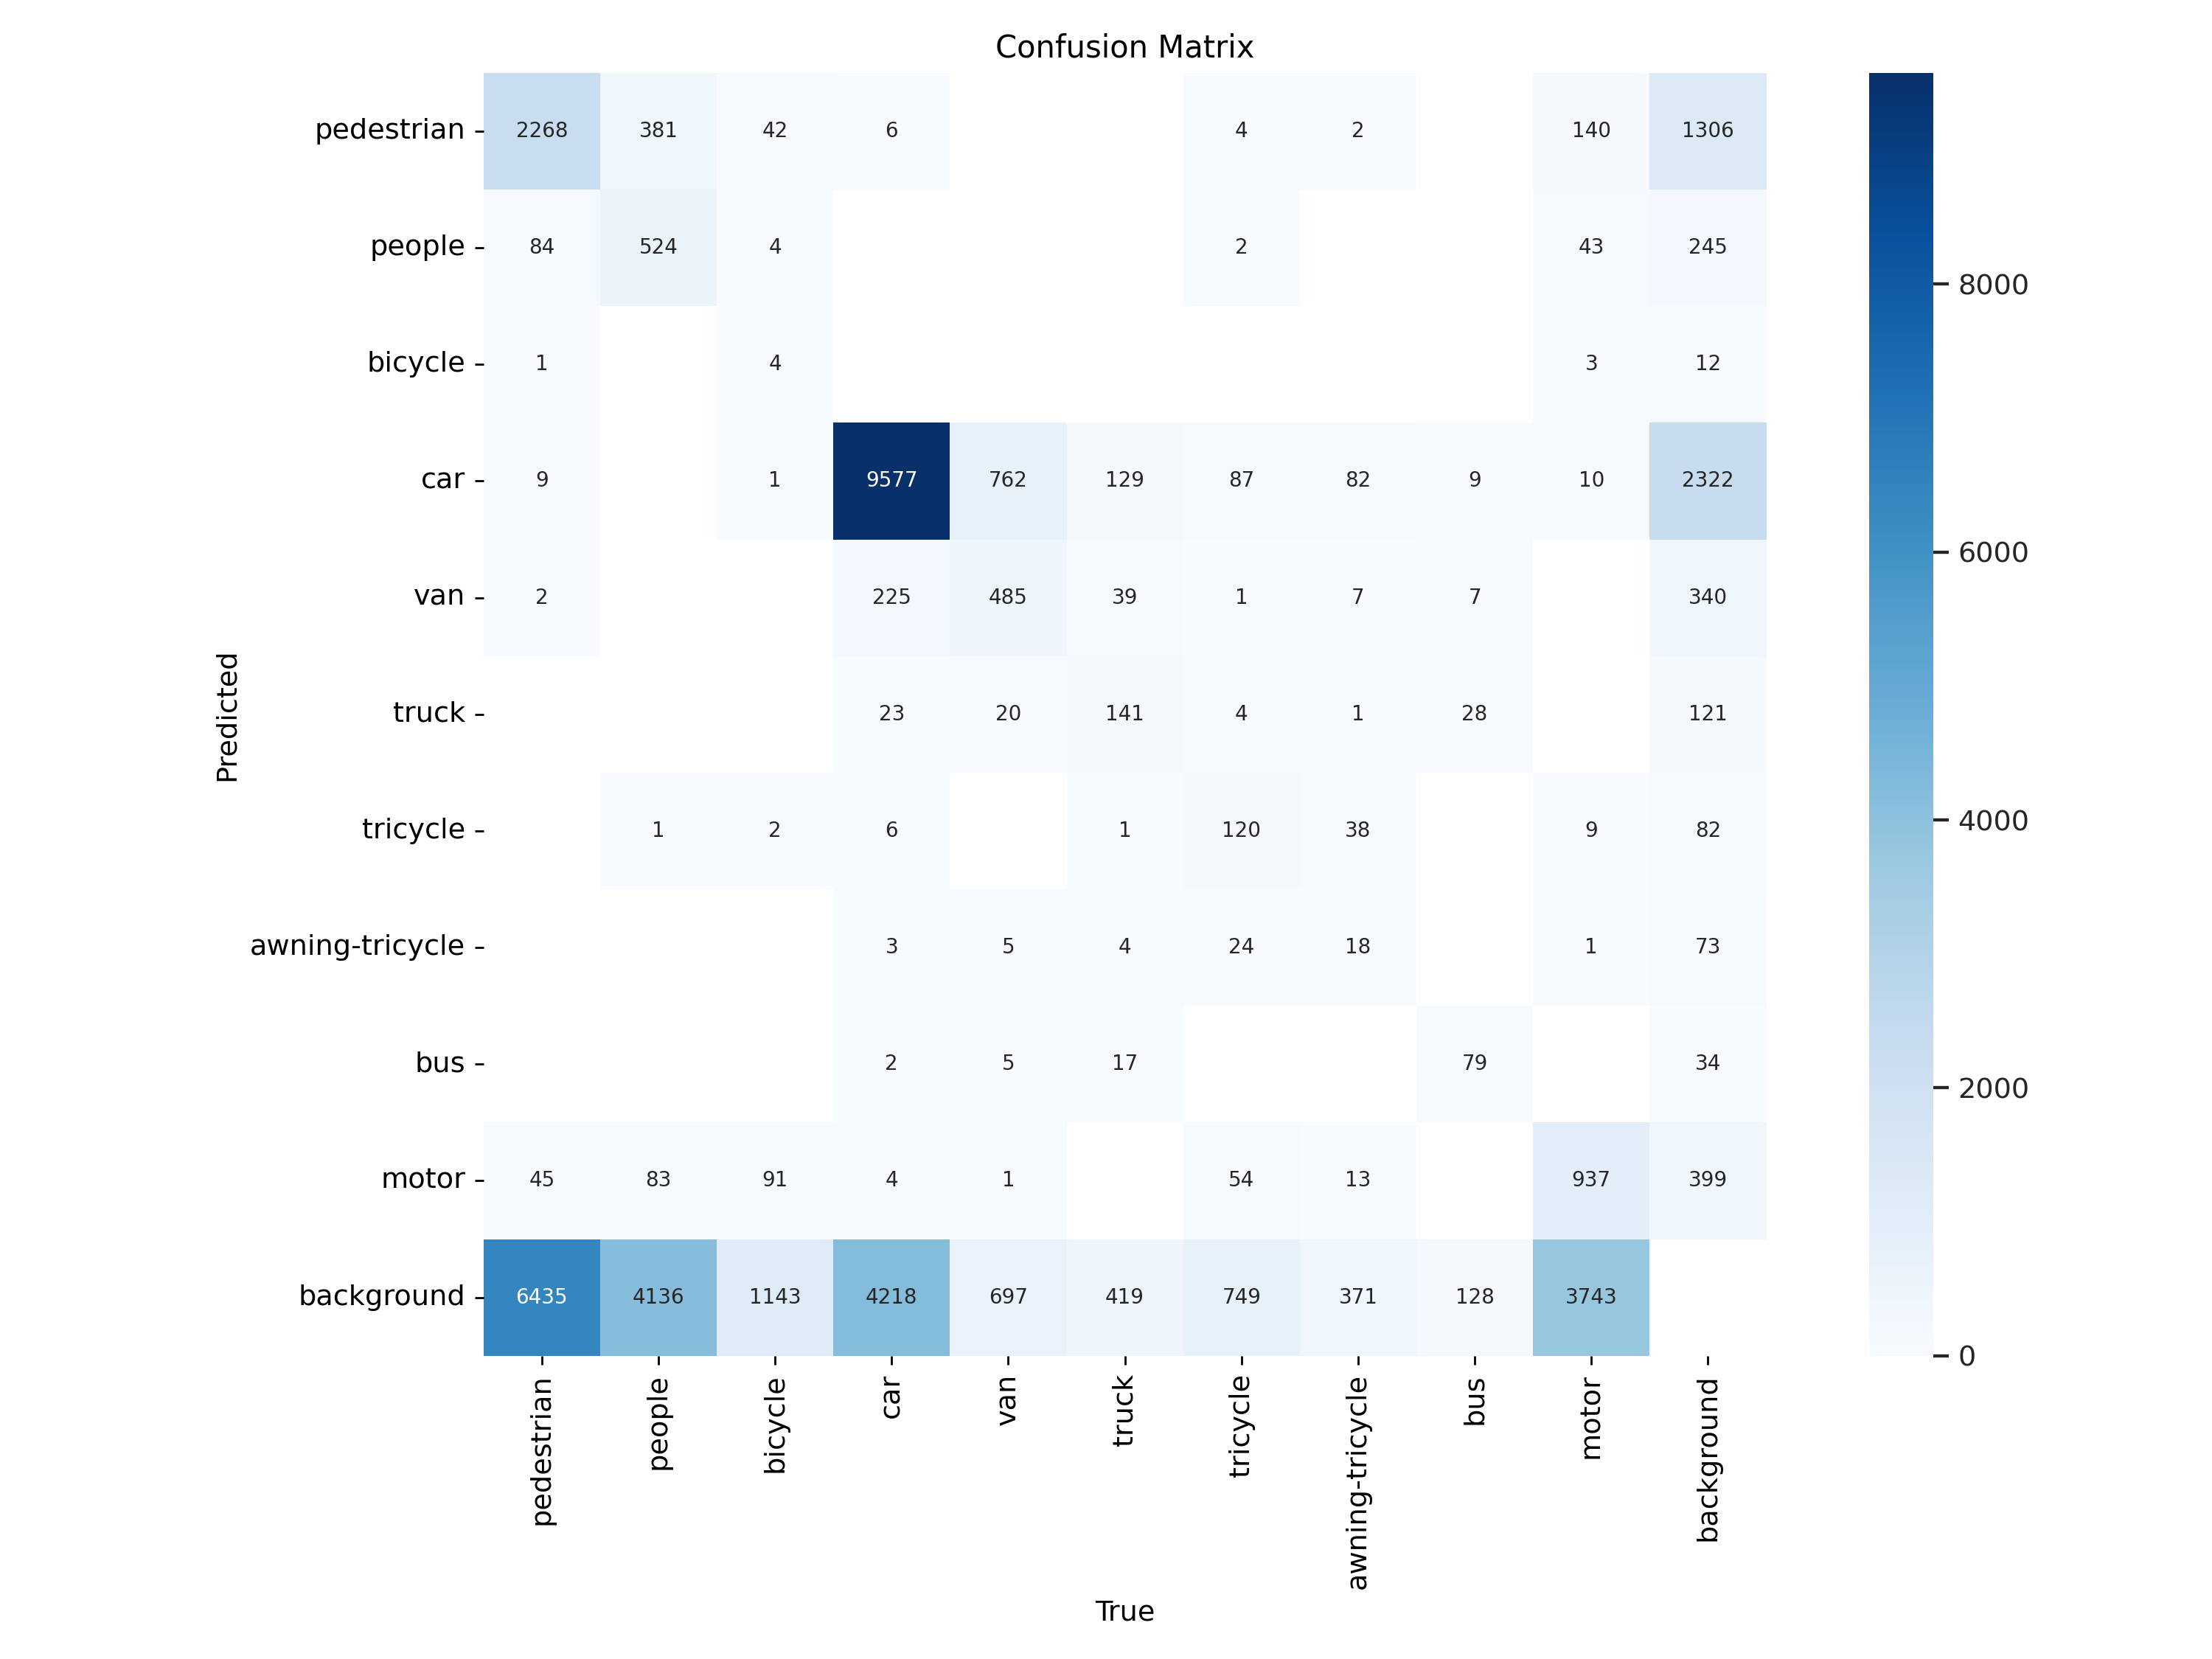 Confusion Matrix
pedestrian 2268 381 42 6 4 2 140 1306
people 84 524 4 2 43 245
8000
bicycle 1 4 3 12
car 9 1 9577 762 129 87 82 9 10 2322
6000
van 2 225 485 39 1 7 7 340
Predicted
truck 23 20 141 4 1 28 121
tricycle 1 2 6 1 120 38 9 82
4000
awning-tricycle 3 5 4 24 18 1 73
bus 2 5 17 79 34
2000
motor 45 83 91 4 1 54 13 937 399
background 6435 4136 1143 4218 697 419 749 371 128 3743
0
pedestrian people bicycle car van truck tricycle awning-tricycle bus motor background
True